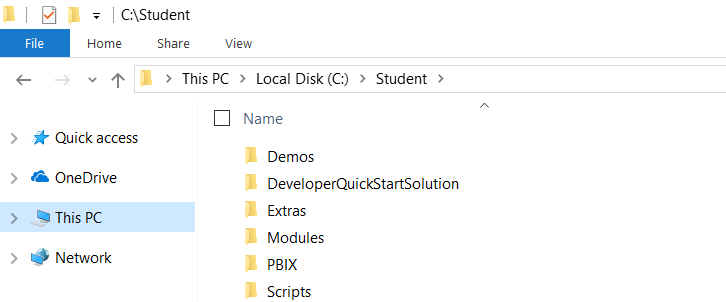 C:\Student
File Home Share View
This PC Local Disk (C:) Student
Name
Quick access
OneDrive
This PC
Network
Demos
DeveloperQuickStartSolution
Extras
Modules
PBIX
Scripts